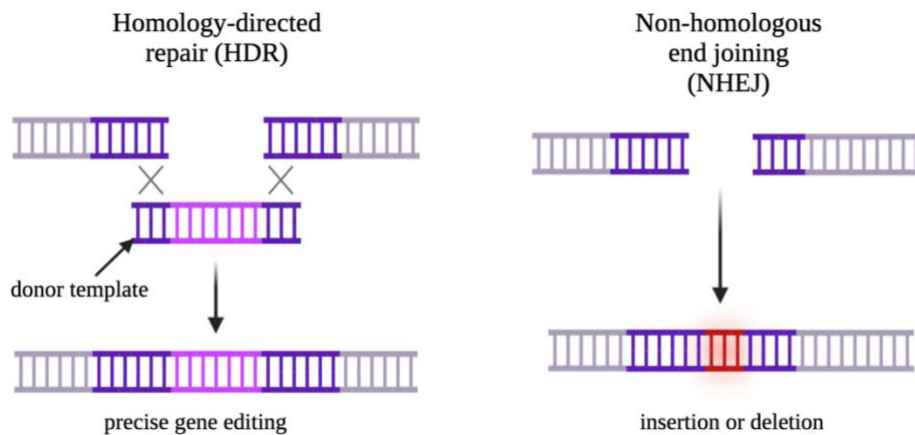 Homology-directed
repair (HDR)
donor template
precise gene editing
Non-homologous
end joining
(NHEJ)
insertion or deletion